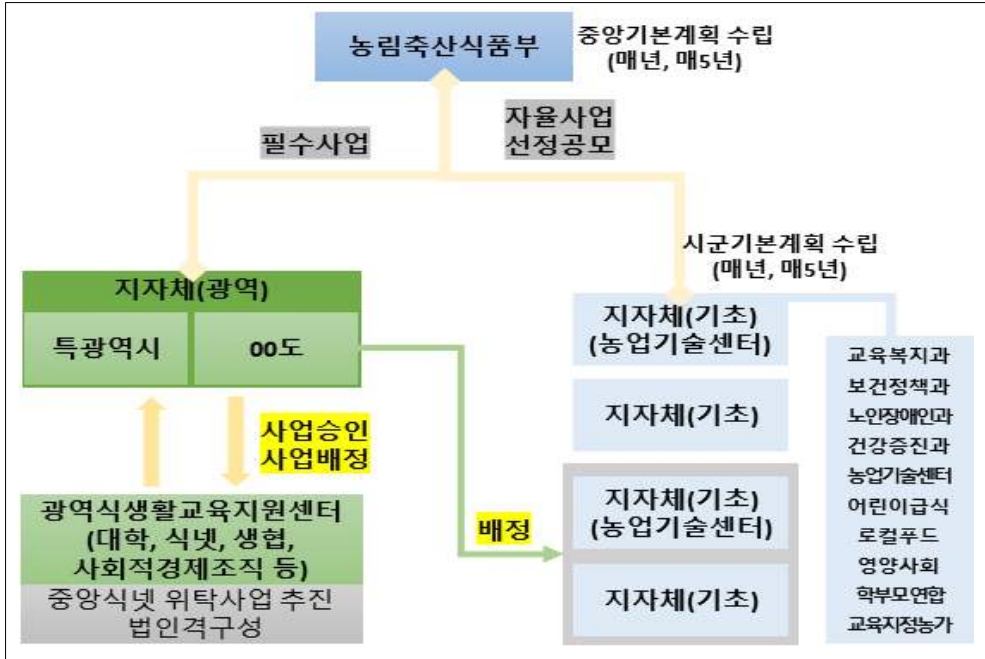 농림축산식품부
중앙기본계획 수립
(매년, 매5년)
필수사업
자율사업
선정공모
시군기본계획 수립
(매년, 매5년)
지자체(광역)
특광역시
00도
사업승인
사업배정
광역식생활교육지원센터
(대학, 식넷, 생협,
사회적경제조직 등)
중앙식넷 위탁사업 추진
법인격구성
배정
지자체(기초)
(농업기술센터)
지자체(기초)
지자체(기초)
(농업기술센터)
지자체(기초)
교육복지과
보건정책과
노인장애인과
건강증진과
농업기술센터
어린이급식
로컬푸드
영양사회
학부모연합
교육지정농가